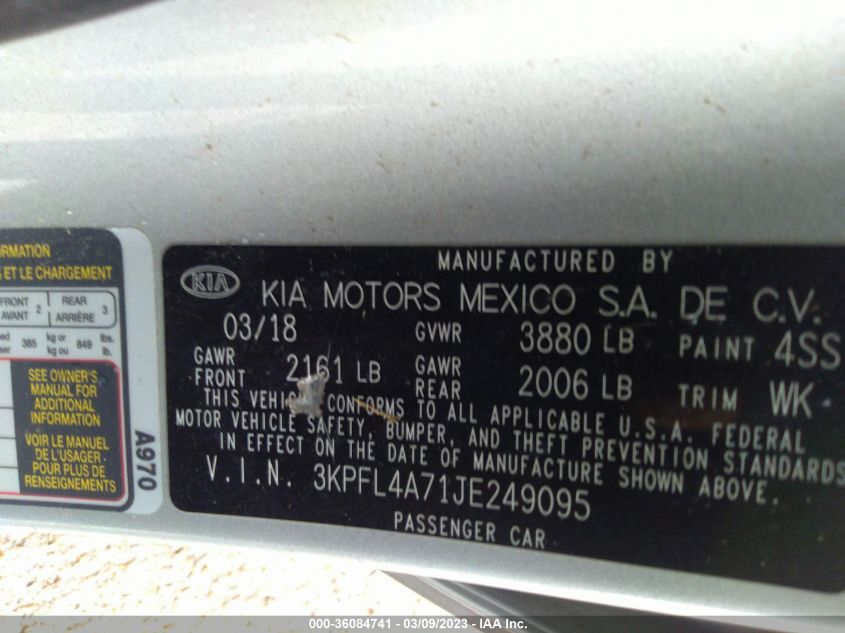 ORMATION
ET LE CHARGEMENT
FRONT 2 REAR 3
AVANT ARRIÈRE
385 kg or 849 lbs.
kg ou lb.
SEE OWNER'S
MANUAL FOR
ADDITIONAL
INFORMATION
VOIR LE MANUEL
DE L'USAGER
POUR PLUS DE
RENSEIGNEMENTS
A970
MANUFACTURED BY
KIA KIA MOTORS MEXICO S.A. DE C.V.
03/18 GVWR 3880 LB PAINT 4SS
GAWR FRONT 2161 LB GAWR REAR 2006 LB TRIM WK
THIS VEHIC CONFORMS TO ALL APPLICABLE U.S.A. FEDERAL
MOTOR VEHICLE SAFETY, BUMPER, AND THEFT PREVENTION STANDARDS
IN EFFECT ON THE DATE OF MANUFACTURE SHOWN ABOVE.
V.I.N. 3KPFL4A71JE249095
PASSENGER CAR
000-36084741 - 03/09/2023 - IAA Inc.